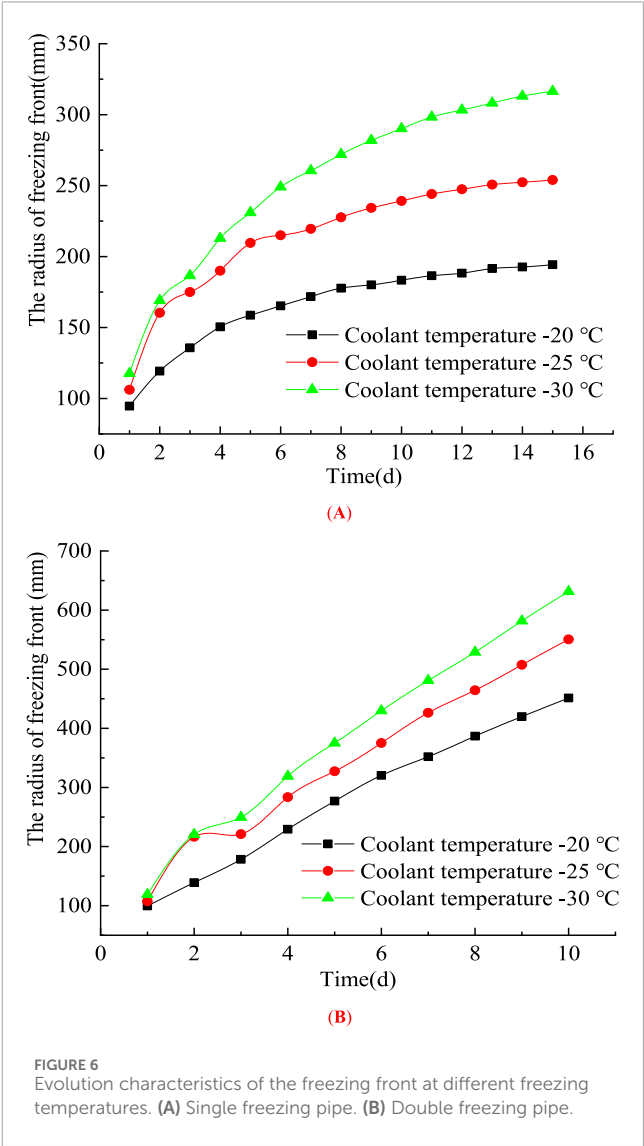 350
300
250
200
150
100
The radius of freezing front(mm)
Coolant temperature -20 ℃
Coolant temperature -25 ℃
Coolant temperature -30 ℃
0 2 4 6 8 10 12 14 16
Time(d)
(A)
700
600
500
400
300
200
100
The radius of freezing front (mm)
Coolant temperature -20 ℃
Coolant temperature -25 ℃
Coolant temperature -30 ℃
0 2 4 6 8 10
Time(d)
(B)
FIGURE 6
Evolution characteristics of the freezing front at different freezing
temperatures. (A) Single freezing pipe. (B) Double freezing pipe.